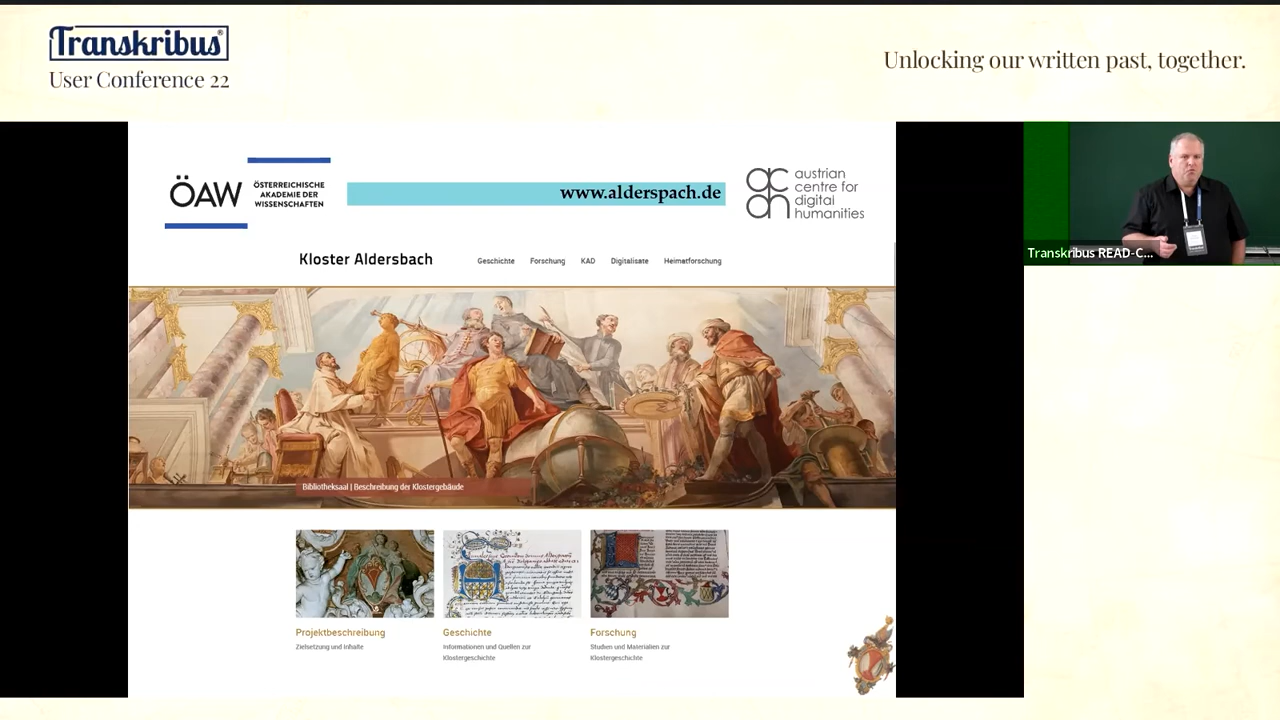 Transkribus®
User Conference 22
Unlocking our written past, together.
ÖAW
ÖSTERREICHISCHE
AKADEMIE DER
WISSENSCHAFTEN
www.alderspach.de
acdh
austrian
centre for
digital
humanities
Kloster Aldersbach
Geschichte Forschung KAD Digitalisate Heimatforschung
Transkribus READ-C...
Bibliotheksaal | Beschreibung der Klostergebäude
Projektbeschreibung
Zielsetzung und Inhalte
Geschichte
Informationen und Quellen zur
Klostergeschichte
Forschung
Studien und Materialien zur
Klostergeschichte